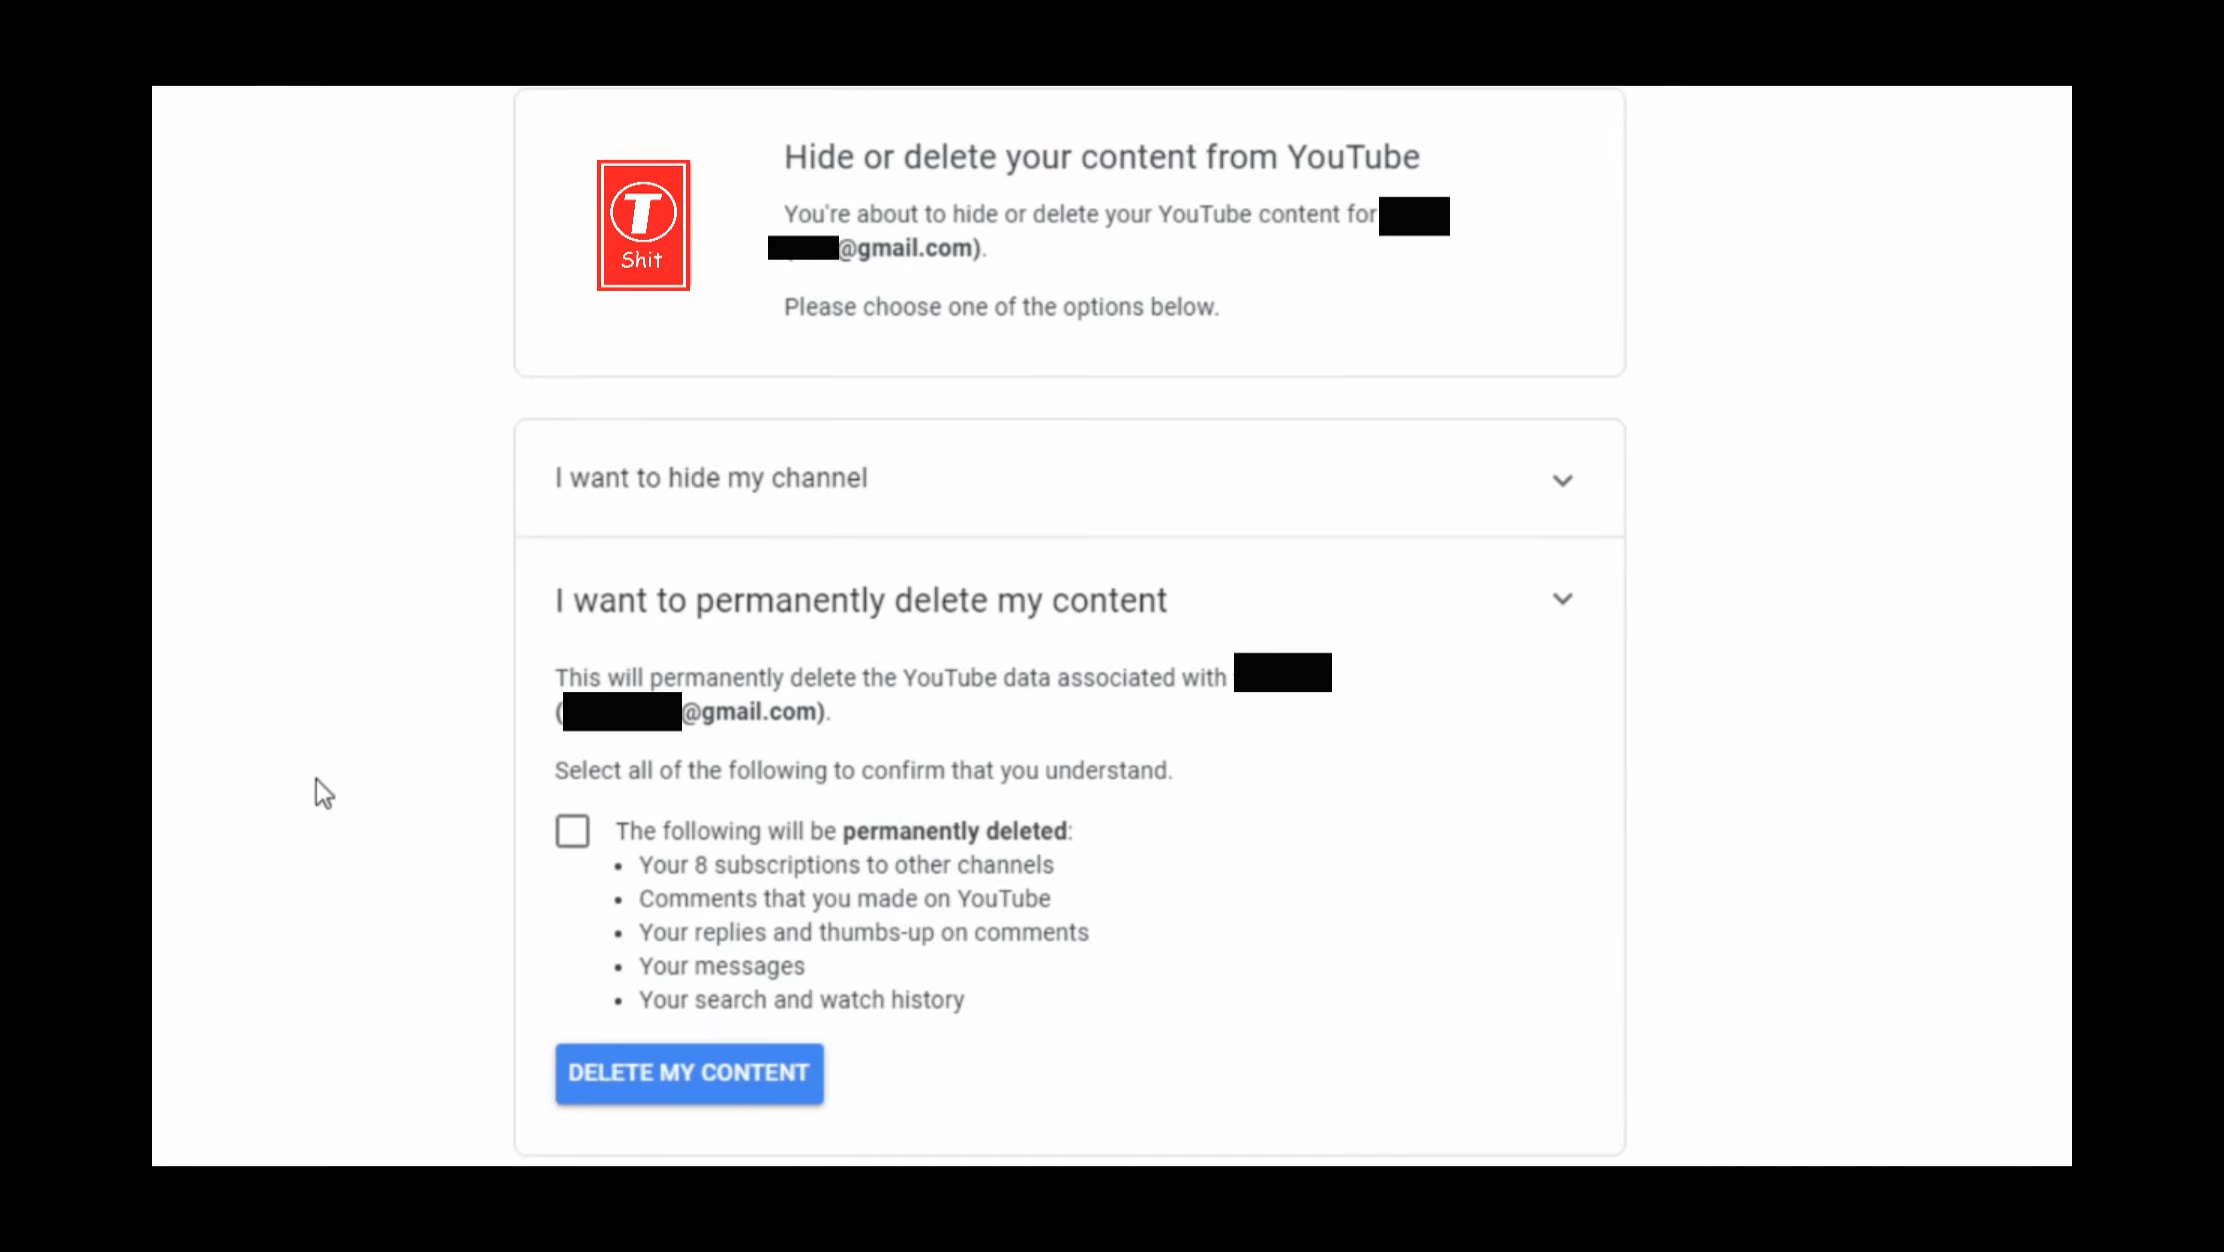 Hide or delete your content from YouTube
You're about to hide or delete your YouTube content for
@gmail.com).
T
Shit
Please choose one of the options below.
I want to hide my channel
I want to permanently delete my content
This will permanently delete the YouTube data associated with
(@gmail.com).
Select all of the following to confirm that you understand.
The following will be permanently deleted:
• Your 8 subscriptions to other channels
• Comments that you made on YouTube
• Your replies and thumbs-up on comments
• Your messages
• Your search and watch history
DELETE MY CONTENT